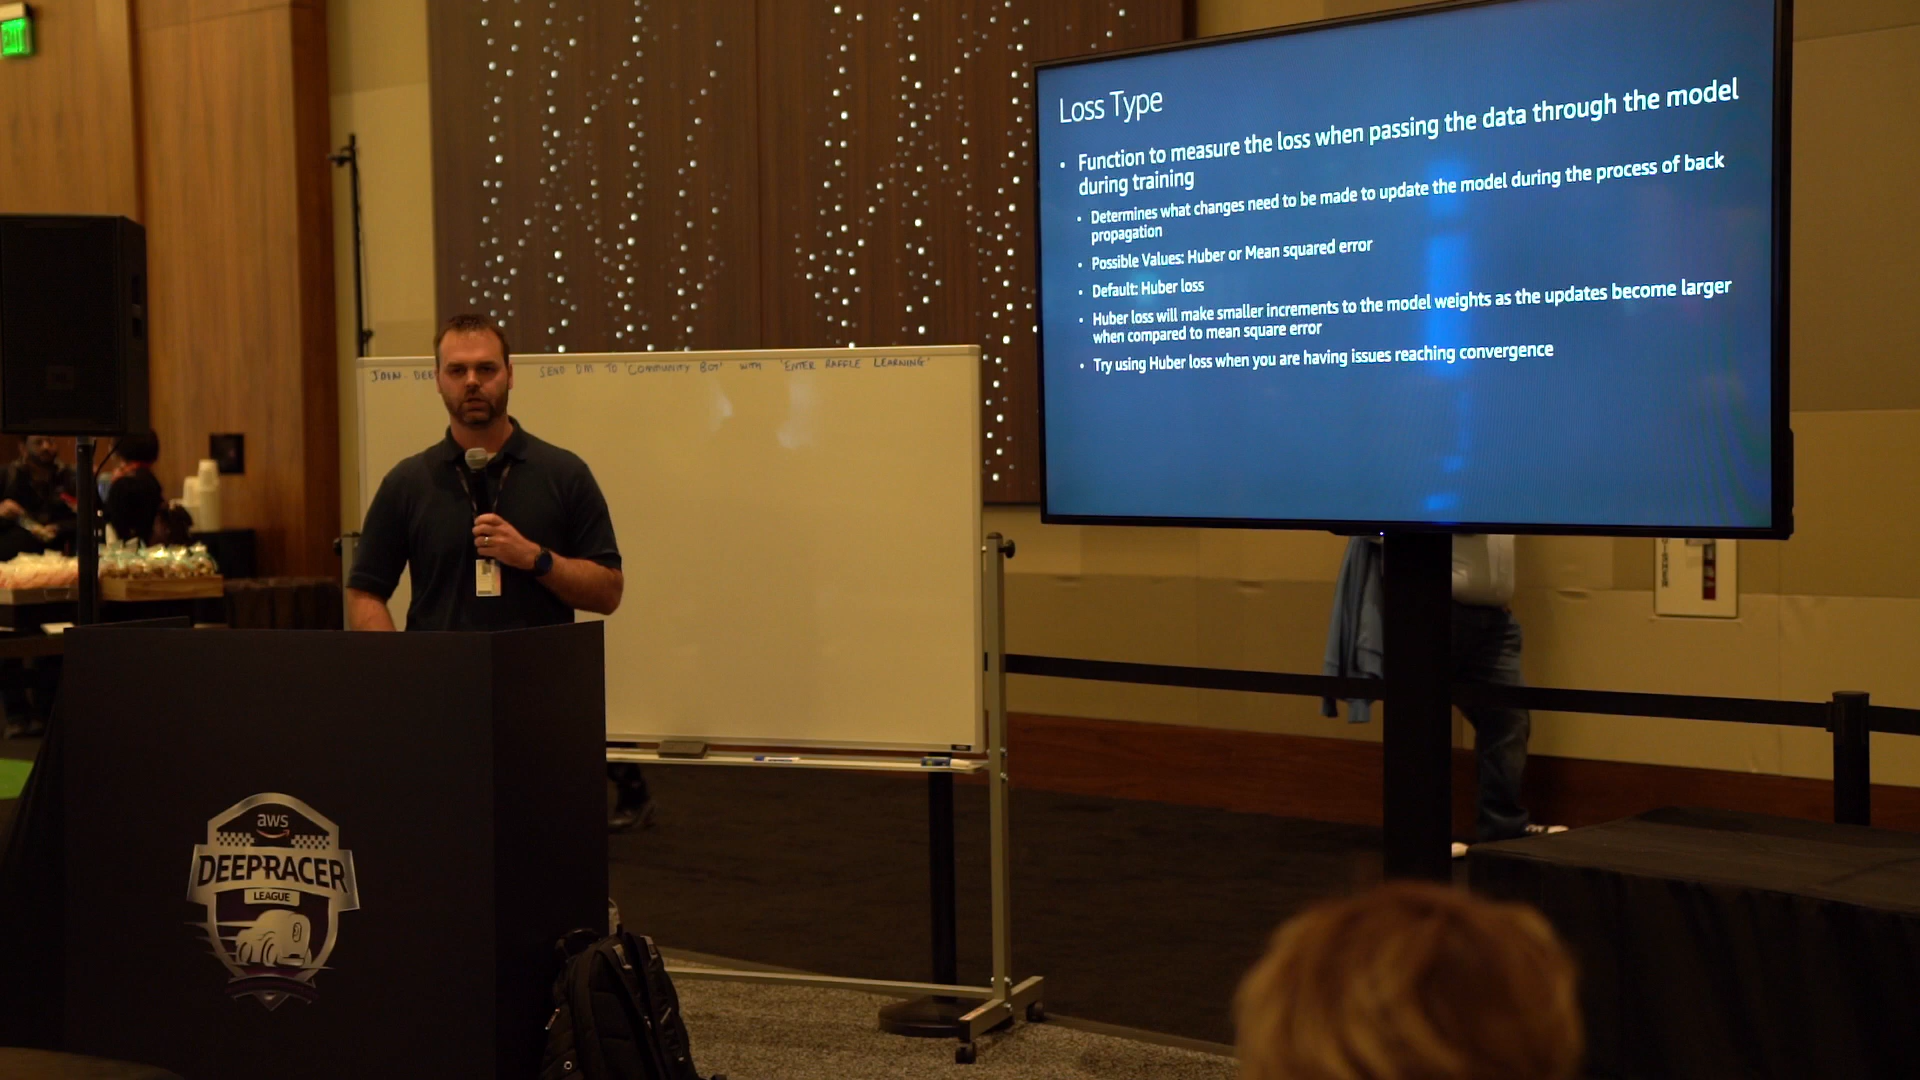 EXIT
Loss Type
• Function to measure the loss when passing the data through the model
during training
• Determines what changes need to be made to update the model during the process of back
propagation
• Possible Values: Huber or Mean squared error
• Default: Huber loss
• Huber loss will make smaller increments to the model weights as the updates become larger
when compared to mean square error
• Try using Huber loss when you are having issues reaching convergence
JOIN DEE SEND DM TO 'COMMUNITY BOT' WITH 'ENTER RAFFLE LEARNING'
aws
DEEPRACER
LEAGUE